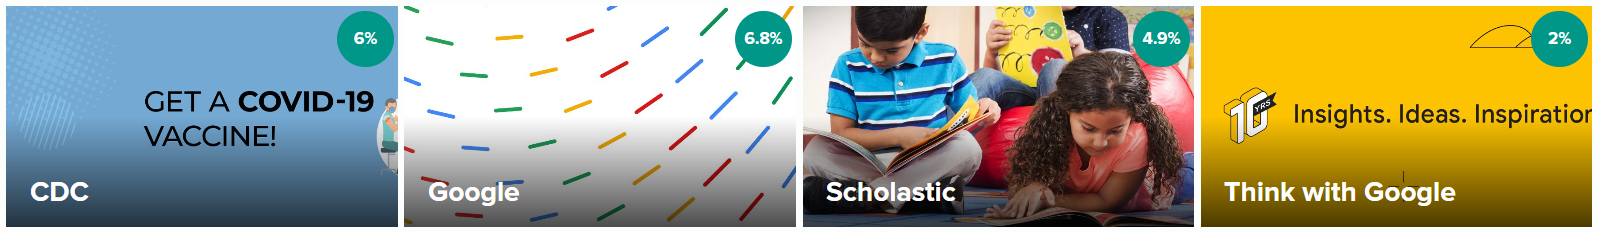 6%
GET A COVID-19
VACCINE!
CDC
6.8%
Google
4.9%
Scholastic
2%
10 YRS
Insights. Ideas. Inspiration
Think with Google